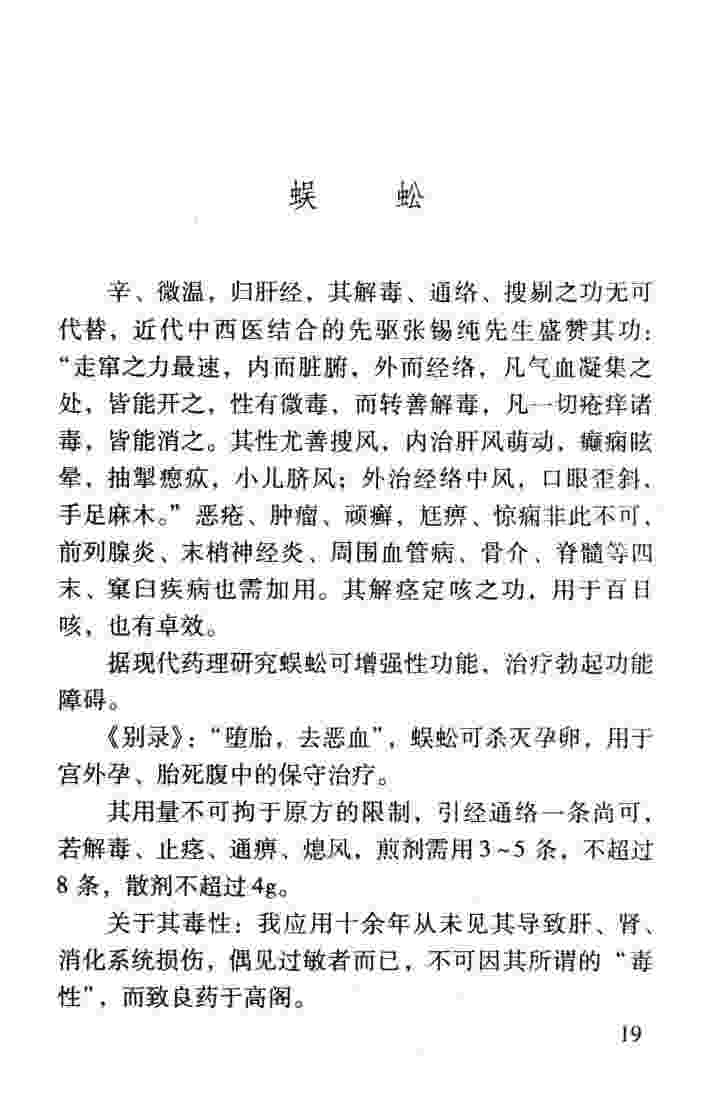 蜈 蚣
辛、微温，归肝经，其解毒、通络、搜剔之功无可
代替，近代中西医结合的先驱张锡纯先生盛赞其功：
“走窜之力最速，内而脏腑，外而经络，凡气血凝集之
处，皆能开之，性有微毒，而转善解毒，凡一切疮痒诸
毒，皆能消之。其性尤善搜风，内治肝风萌动，癫痫眩
晕，抽掣瘛疭，小儿脐风；外治经络中风，口眼歪斜、
手足麻木。”恶疮、肿瘤、顽癣，尪痹、惊痫非此不可，
前列腺炎、末梢神经炎、周围血管病、骨介、脊髓等四
末、窠臼疾病也需加用。其解痉定咳之功，用于百日
咳，也有卓效。
据现代药理研究蜈蚣可增强性功能、治疗勃起功能
障碍。
《别录》：“堕胎，去恶血”，蜈蚣可杀灭孕卵，用于
宫外孕、胎死腹中的保守治疗。
其用量不可拘于原方的限制，引经通络一条尚可，
若解毒、止痉、通痹、熄风，煎剂需用3~5条，不超过
8条，散剂不超过4g。
关于其毒性：我应用十余年从未见其导致肝、肾、
消化系统损伤，偶见过敏者而已，不可因其所谓的“毒
性”，而致良药于高阁。
19